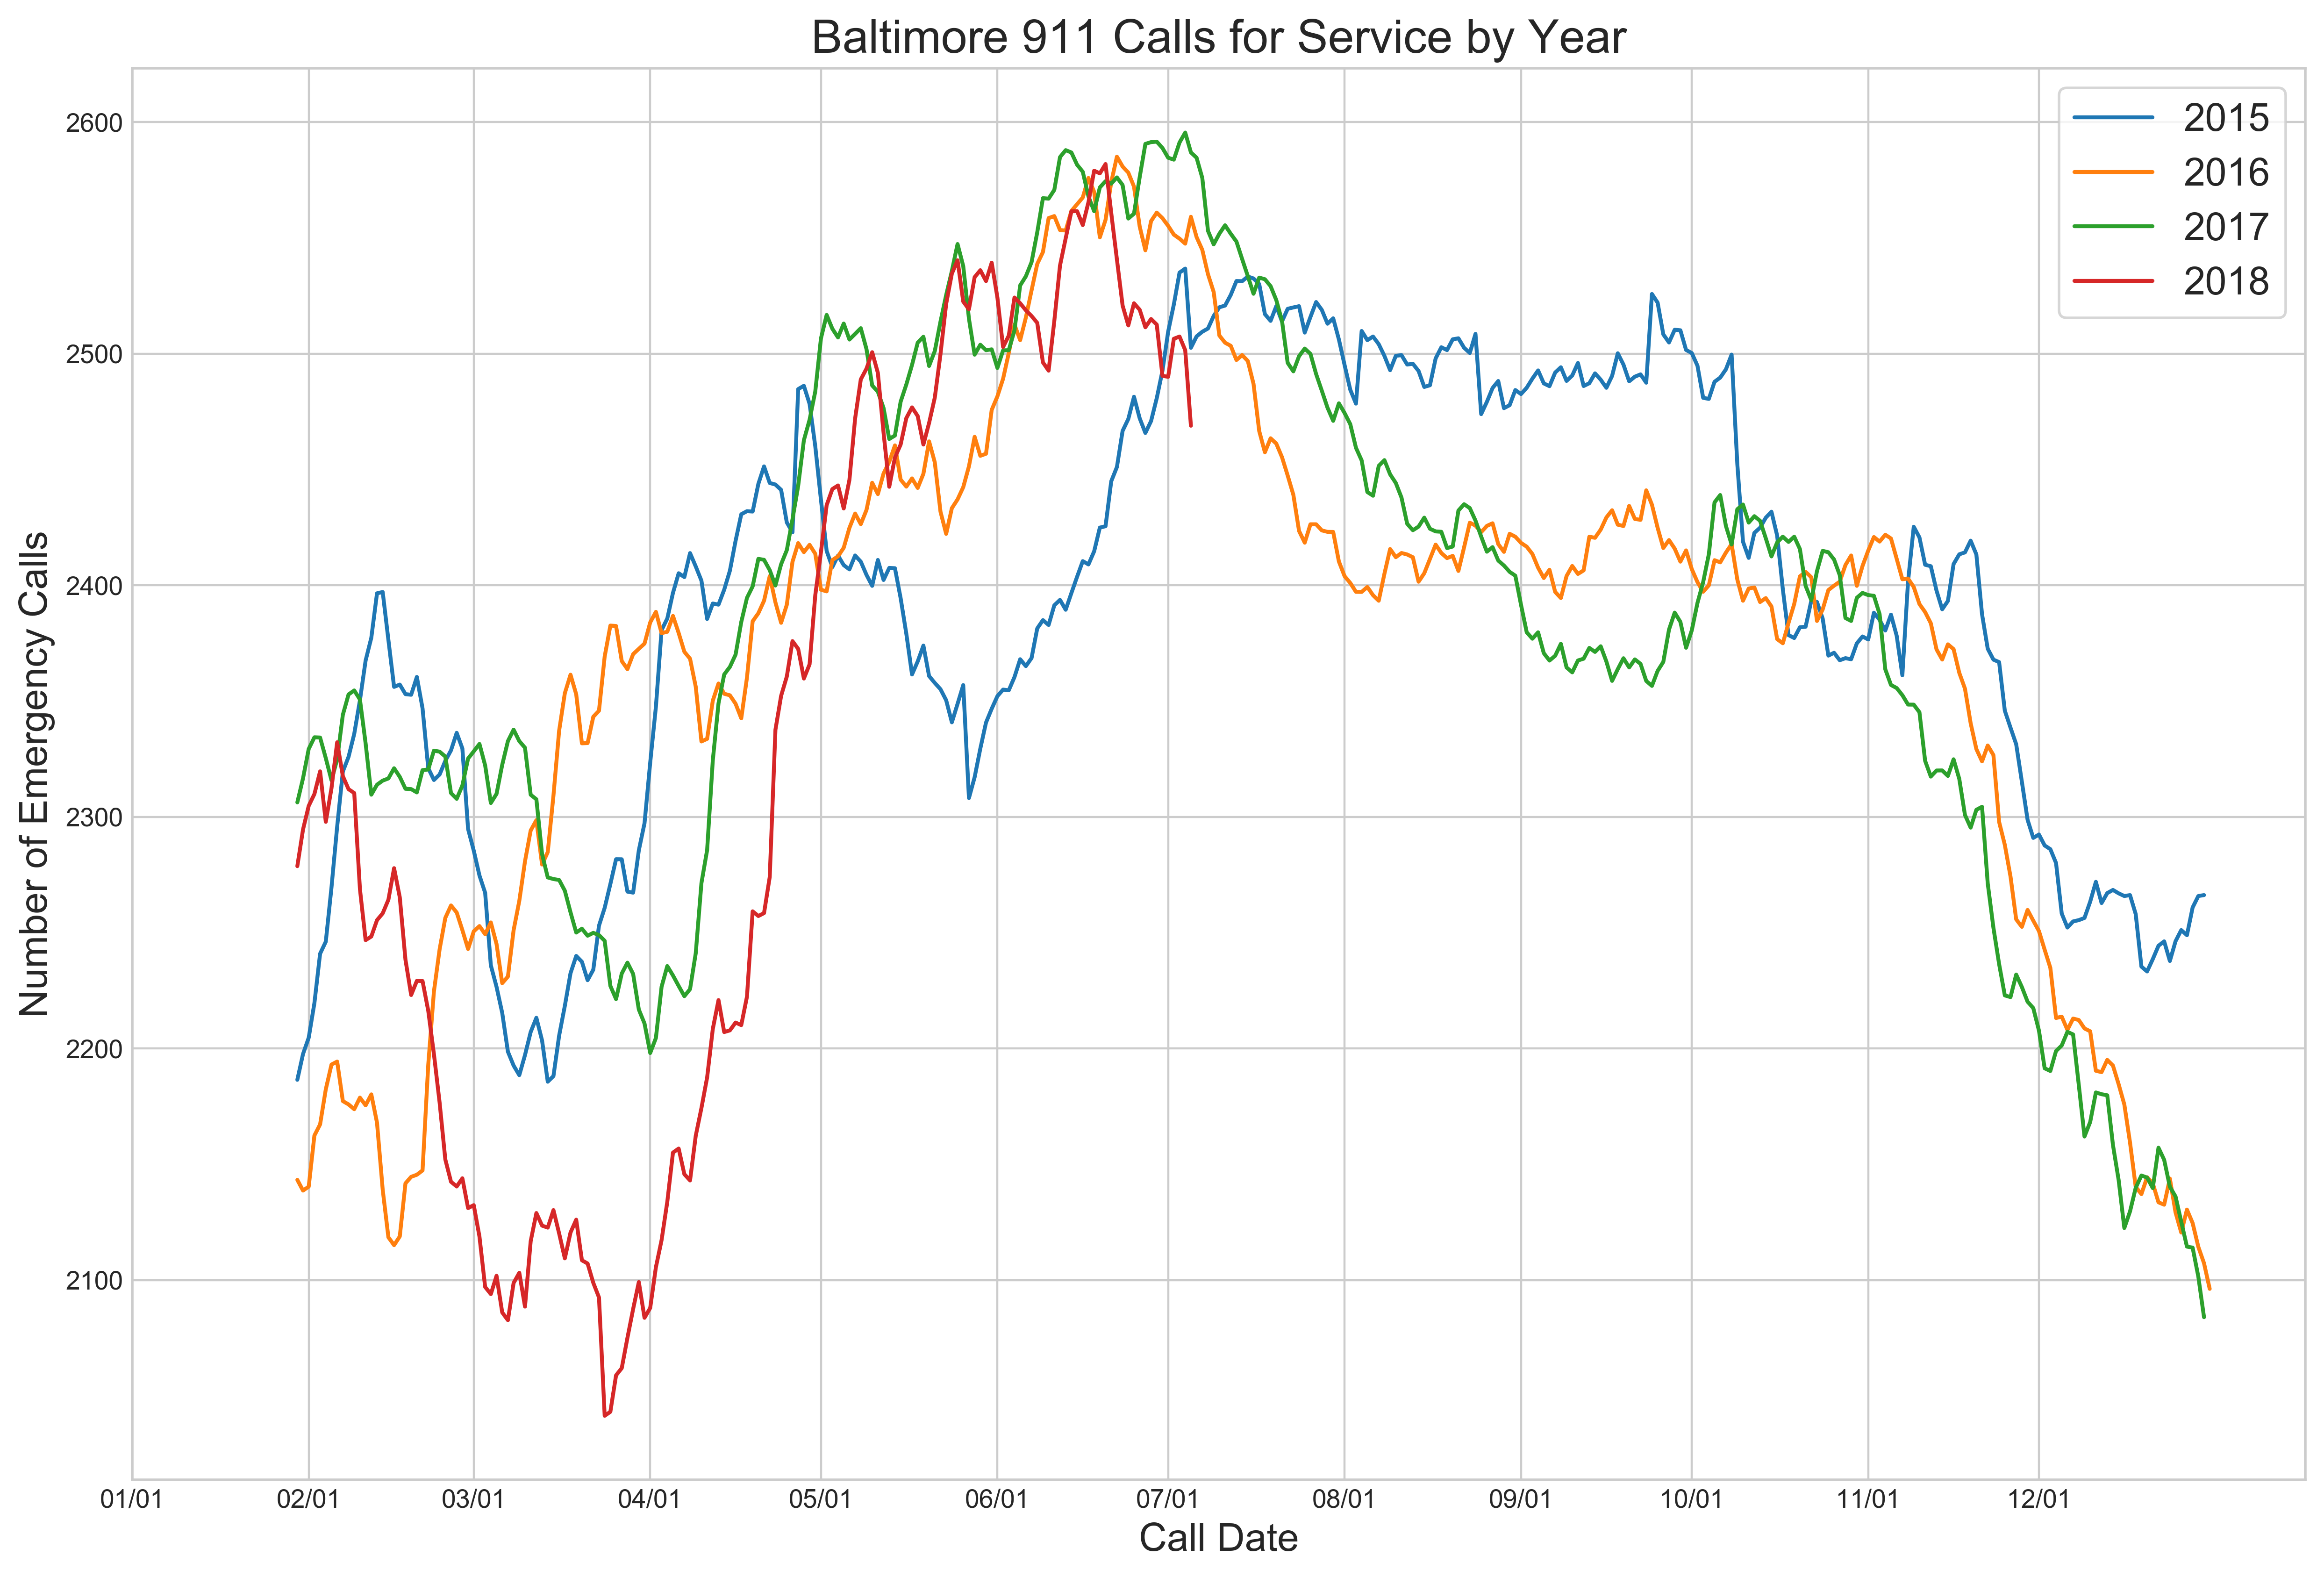 Baltimore 911 Calls for Service by Year
2015
2016
2017
2018
Number of Emergency Calls
2600
2500
2400
2300
2200
2100
01/01 02/01 03/01 04/01 05/01 06/01 07/01 08/01 09/01 10/01 11/01 12/01
Call Date